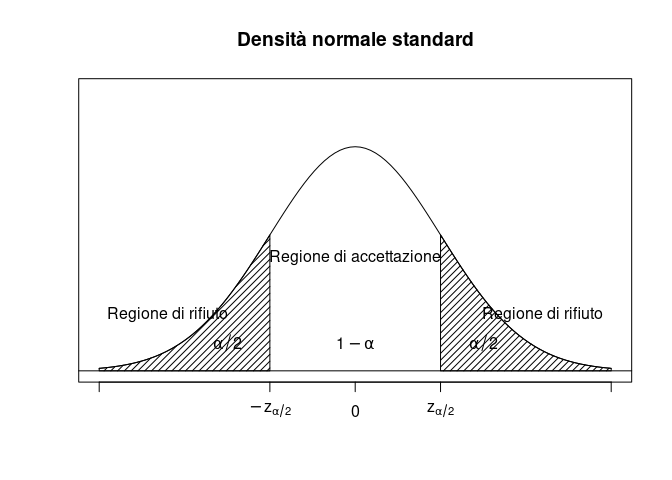 Densità normale standard
Regione di accettazione
Regione di rifiuto
Regione di rifiuto
α/2
1 − α
α/2
−zα/2
0
zα/2